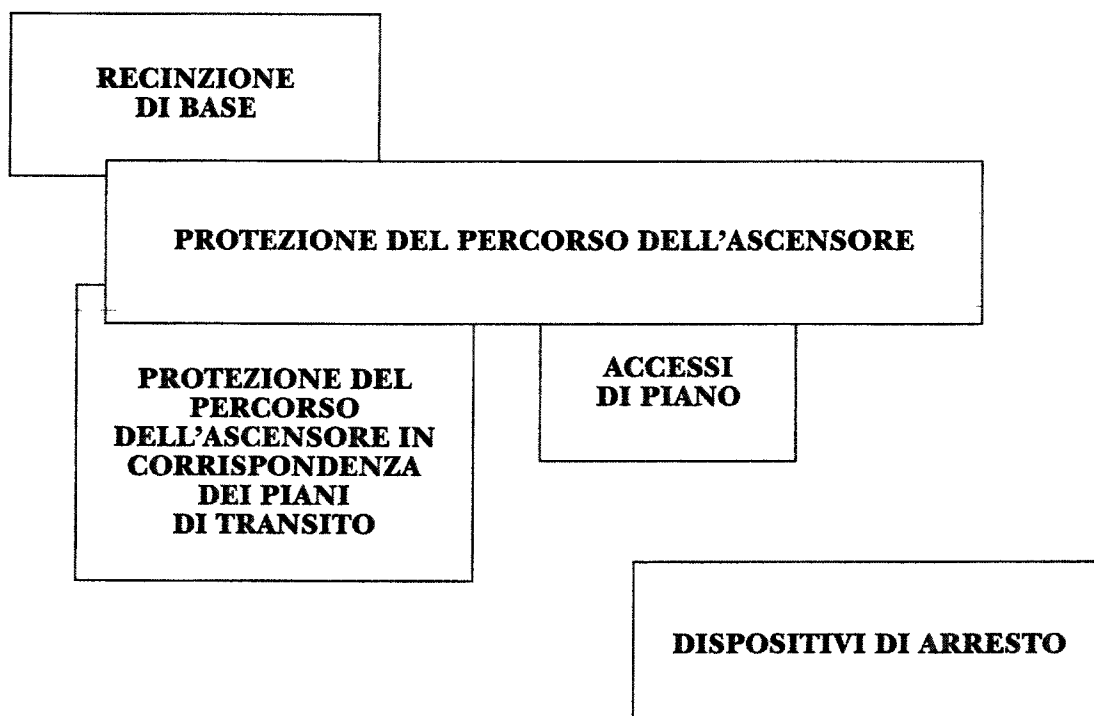 RECINZIONE
DI BASE
PROTEZIONE DEL PERCORSO DELL'ASCENSORE
PROTEZIONE DEL
PERCORSO
DELL'ASCENSORE IN
CORRISPONDENZA
DEI PIANI
DI TRANSITO
ACCESSI
DI PIANO
DISPOSITIVI DI ARRESTO